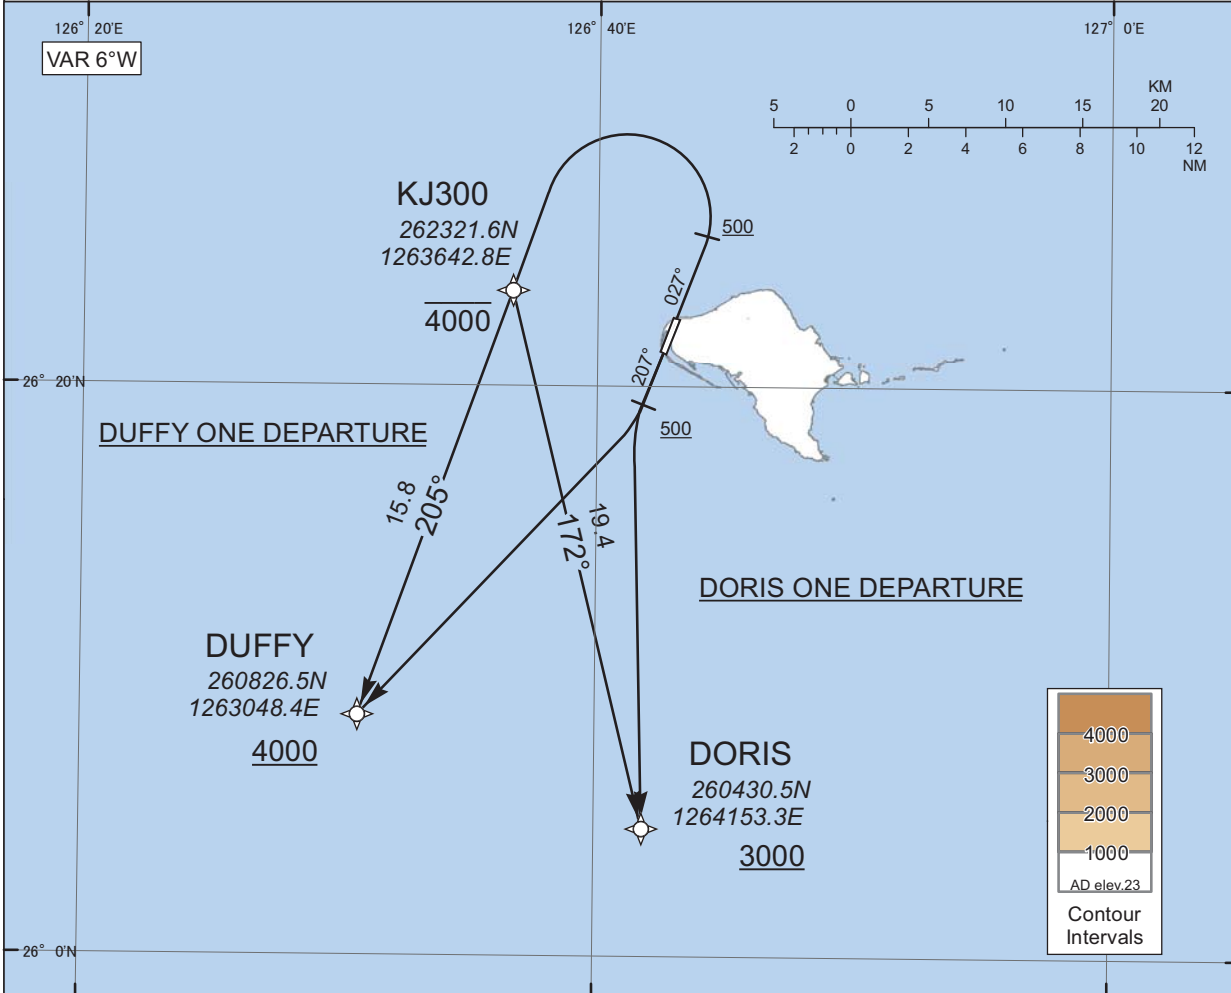 126° 20'E
126° 40'E
127° 0'E
VAR 6°W
KM
5 0 5 10 15 20
2 0 2 4 6 8 10 12
NM
KJ300
262321.6N
1263642.8E
4000
500
027°
207°
500
26° 20'N
DUFFY ONE DEPARTURE
15.8
205°
19.4
172°
DORIS ONE DEPARTURE
DUFFY
260826.5N
1263048.4E
4000
DORIS
260430.5N
1264153.3E
3000
4000
3000
2000
1000
AD elev.23
Contour
Intervals
26° 0'N